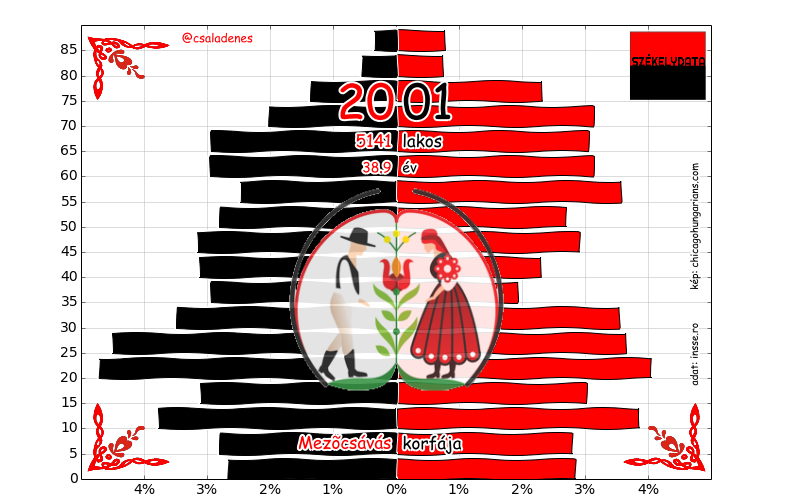 @csaladenes
SZÉKELYDATA
2001
5141 lakos
38.9 év
kép: chicagohungarians.com
adat: insse.ro
Mezőcsávás korfája
85
80
75
70
65
60
55
50
45
40
35
30
25
20
15
10
5
0
4% 3% 2% 1% 0% 1% 2% 3% 4%